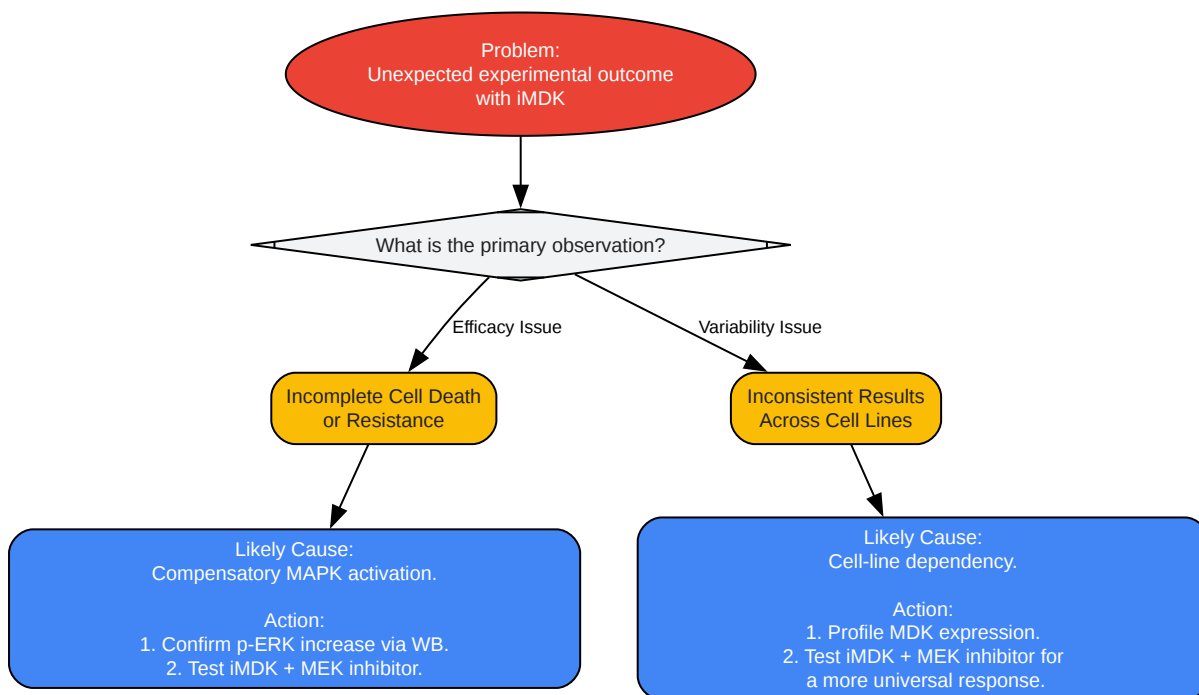 Problem:
Unexpected experimental outcome
with iMDK
What is the primary observation?
Efficacy Issue
Variability Issue
Incomplete Cell Death
or Resistance
Inconsistent Results
Across Cell Lines
Likely Cause:
Compensatory MAPK activation.
Action:
1. Confirm p-ERK increase via WB.
2. Test iMDK + MEK inhibitor.
Likely Cause:
Cell-line dependency.
Action:
1. Profile MDK expression.
2. Test iMDK + MEK inhibitor for
a more universal response.